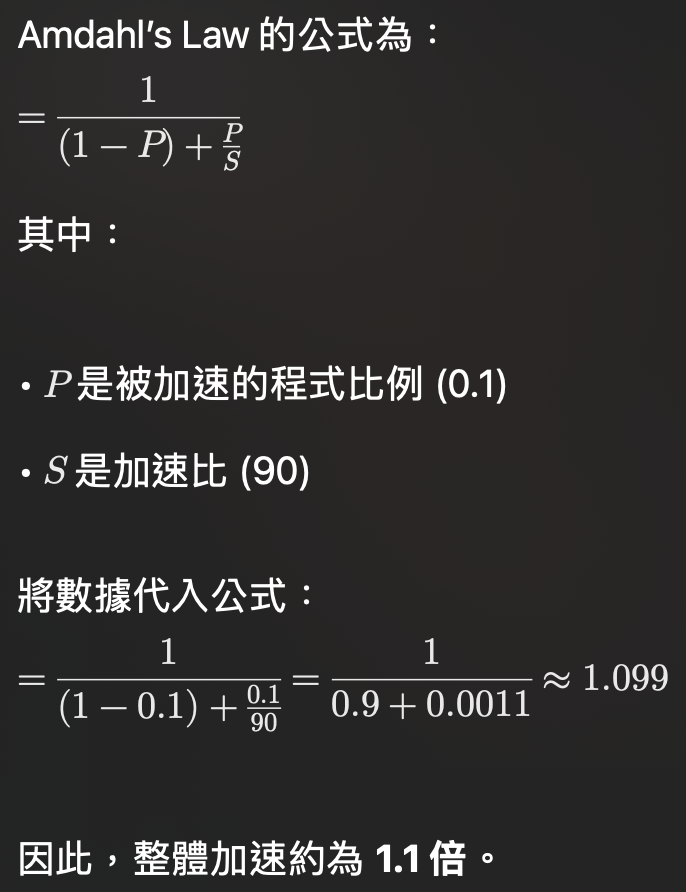 Amdahl’s Law 的公式為：
= \frac{1}{(1 − P) + \frac{P}{S}}
其中：
• P 是被加速的程式比例 (0.1)
• S 是加速比 (90)
將數據代入公式：
= \frac{1}{(1 − 0.1) + \frac{0.1}{90}} = \frac{1}{0.9 + 0.0011} ≈ 1.099
因此，整體加速約為 1.1 倍。